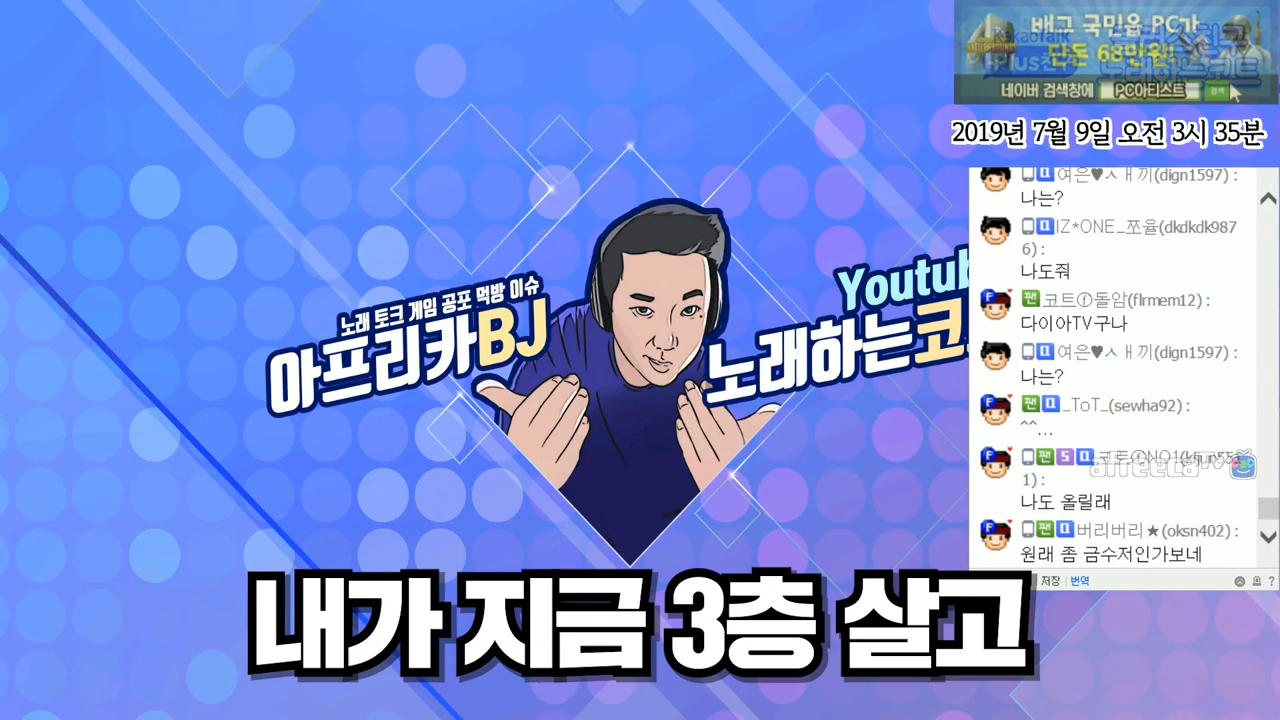 배그 국민옵 PC가
단돈 68만원!
네이버 검색창에 PC아티스트 검색
2019년 7월 9일 오전 3시 35분
여은♥ㅅㅐ끼(dign1597) :
나는?
IZ*ONE_쪼율(dkdkdk987
6) :
나도줘
코트ⓕ돌암(flrmem12) :
다이아TV구나
여은♥ㅅㅐ끼(dign1597) :
나는?
_ToT_(sewha92) :
^^...
1) :
나도 올릴래
버리버리★(oksn402) :
원래 좀 금수저인가보네
저장 번역
afreecaTV
노래 토크 게임 공포 먹방 이슈
아프리카BJ
Youtub
노래하는코
내가 지금 3층 살고